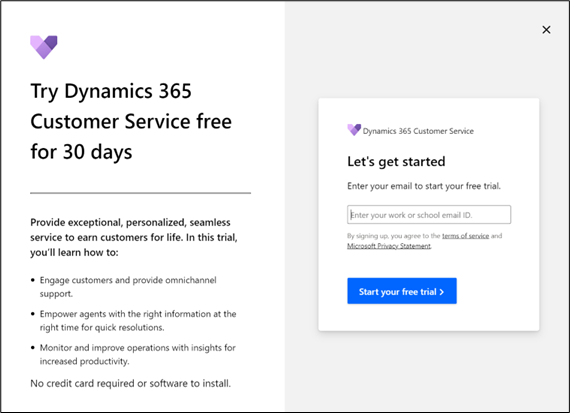 Try Dynamics 365
Customer Service free
for 30 days
Provide exceptional, personalized, seamless
service to earn customers for life. In this trial,
you'll learn how to:
• Engage customers and provide omnichannel
support.
• Empower agents with the right information at the
right time for quick resolutions.
• Monitor and improve operations with insights for
increased productivity.
No credit card required or software to install.
Dynamics 365 Customer Service
Let's get started
Enter your email to start your free trial.
Enter your work or school email ID.
By signing up, you agree to the terms of service and
Microsoft Privacy Statement.
Start your free trial >